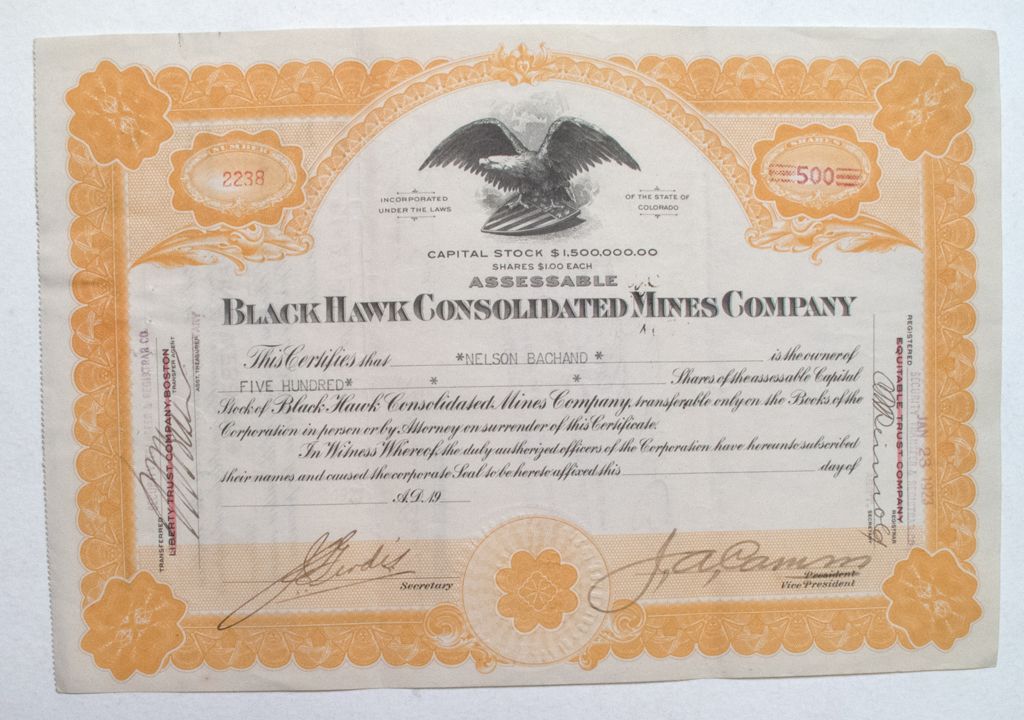 NUMBER
2238
SHARES
500
INCORPORATED
UNDER THE LAWS
OF THE STATE OF
COLORADO
CAPITAL STOCK $1,500,000.00
SHARES $1.00 EACH
ASSESSABLE
BLACK HAWK CONSOLIDATED MINES COMPANY
This Certifies that *NELSON BACHAND * is the owner of
FIVE HUNDRED* * * Shares of the assessable Capital
Stock of Black Hawk Consolidated Mines Company, transferable only on the Books of the
Corporation in person or by Attorney on surrender of this Certificate.
In Witness Whereof, the duly authorized officers of the Corporation have hereunto subscribed
their names and caused the corporate Seal to be hereto affixed this day of
A.D. 19
Secretary
President
Vice President
TRANSFERRED
LIBERTY TRUST COMPANY, BOSTON
TRANSFER AGENT
ASST. TREASURER
REGISTERED
EQUITABLE TRUST COMPANY
REGISTRAR
SECRETARY
JAN 23